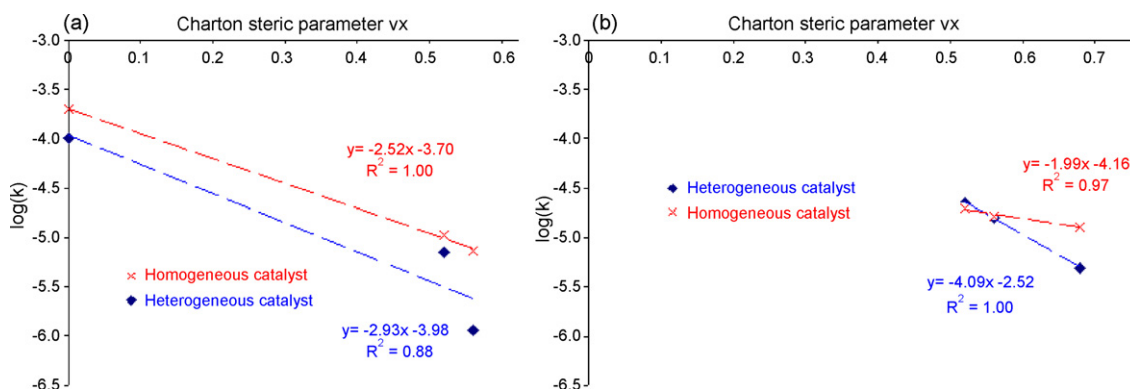 (a)
Charton steric parameter vx
0
0.1
0.2
0.3
0.4
0.5
0.6
-3.0
-3.5
-4.0
-4.5
-5.0
-5.5
-6.0
-6.5
log(k)
y= -2.52x -3.70
R² = 1.00
Homogeneous catalyst
Heterogeneous catalyst
y= -2.93x -3.98
R² = 0.88
(b)
Charton steric parameter vx
0
0.1
0.2
0.3
0.4
0.5
0.6
0.7
-3.0
-3.5
-4.0
-4.5
-5.0
-5.5
-6.0
-6.5
log(k)
y= -1.99x -4.16
R² = 0.97
Heterogeneous catalyst
Homogeneous catalyst
y= -4.09x -2.52
R² = 1.00